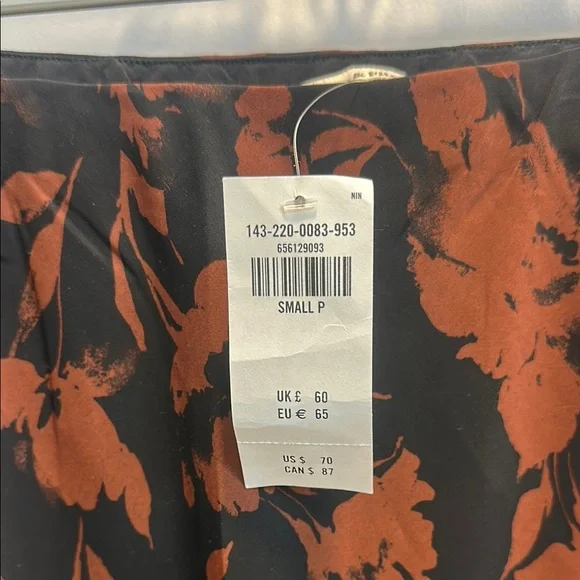 NIN
143-220-0083-953
656129093
SMALL P
UK £ 60
EU € 65
US $ 70
CAN $ 87